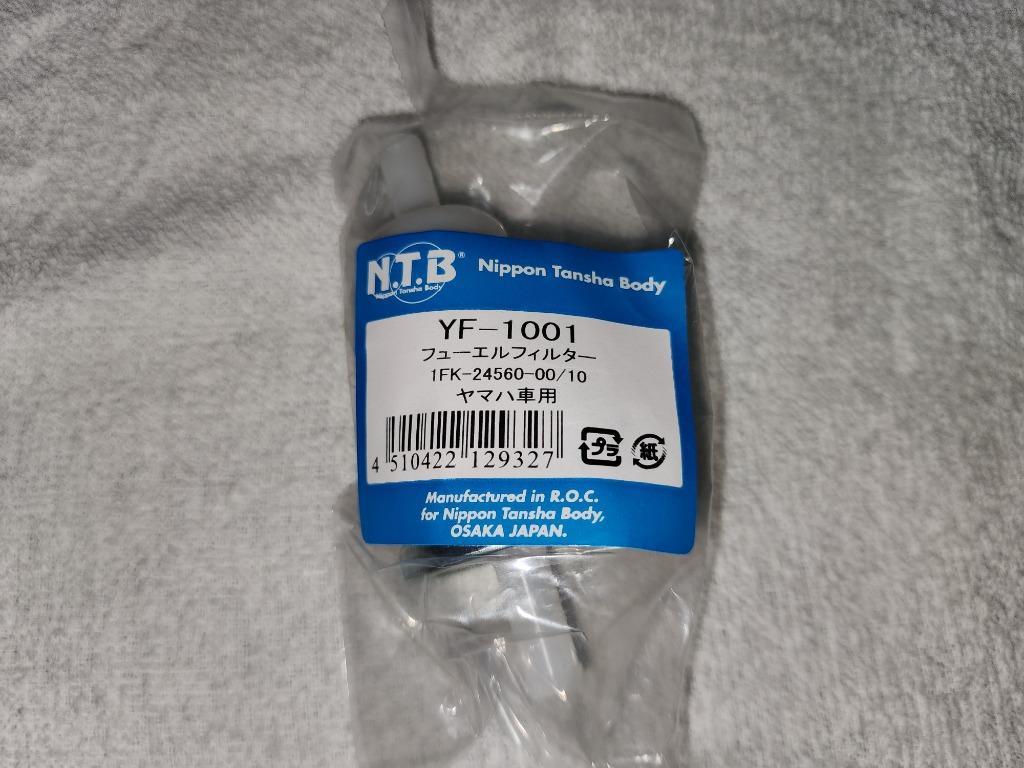 N.T.B®
Nippon Tansha Body
Nippon Tansha Body
YF-1001
フューエルフィルター
1FK-24560-00/10
ヤマハ車用
4 510422 129327
プラ
紙
Manufactured in R.O.C.
for Nippon Tansha Body,
OSAKA JAPAN.